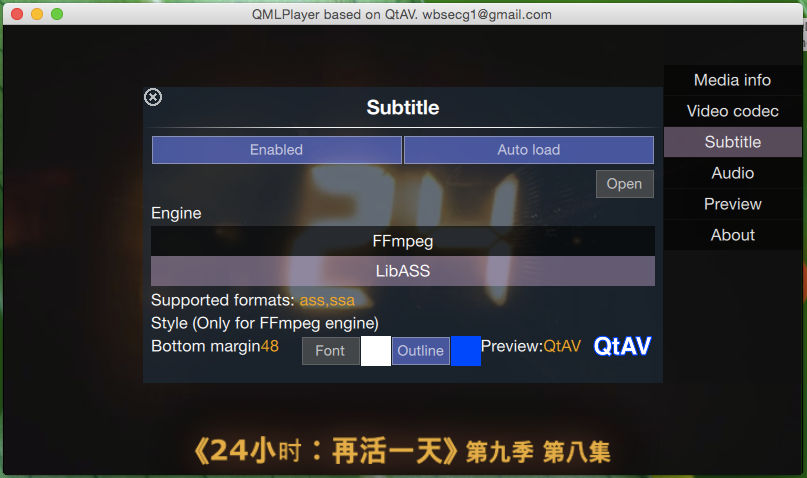 QMLPlayer based on QtAV. wbsecg1@gmail.com
Media info
Video codec
Subtitle
Audio
Preview
About
Subtitle
Enabled Auto load
Open
Engine
FFmpeg
LibASS
Supported formats: ass,ssa
Style (Only for FFmpeg engine)
Bottom margin48 Font Outline Preview:QtAV QtAV
24
《24小时：再活一天》第九季 第八集